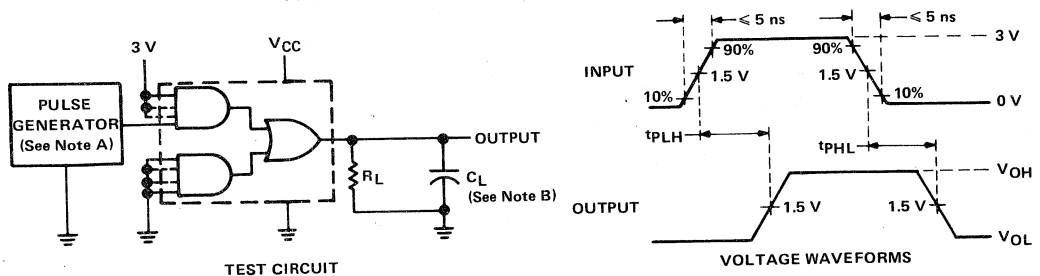 3 V
VCC
PULSE
GENERATOR
(See Note A)
OUTPUT
RL
CL
(See Note B)
TEST CIRCUIT
≤ 5 ns
≤ 5 ns
3 V
90%
90%
INPUT
1.5 V
1.5 V
10%
10%
0 V
tPLH
tPHL
VOH
OUTPUT
1.5 V
1.5 V
VOL
VOLTAGE WAVEFORMS